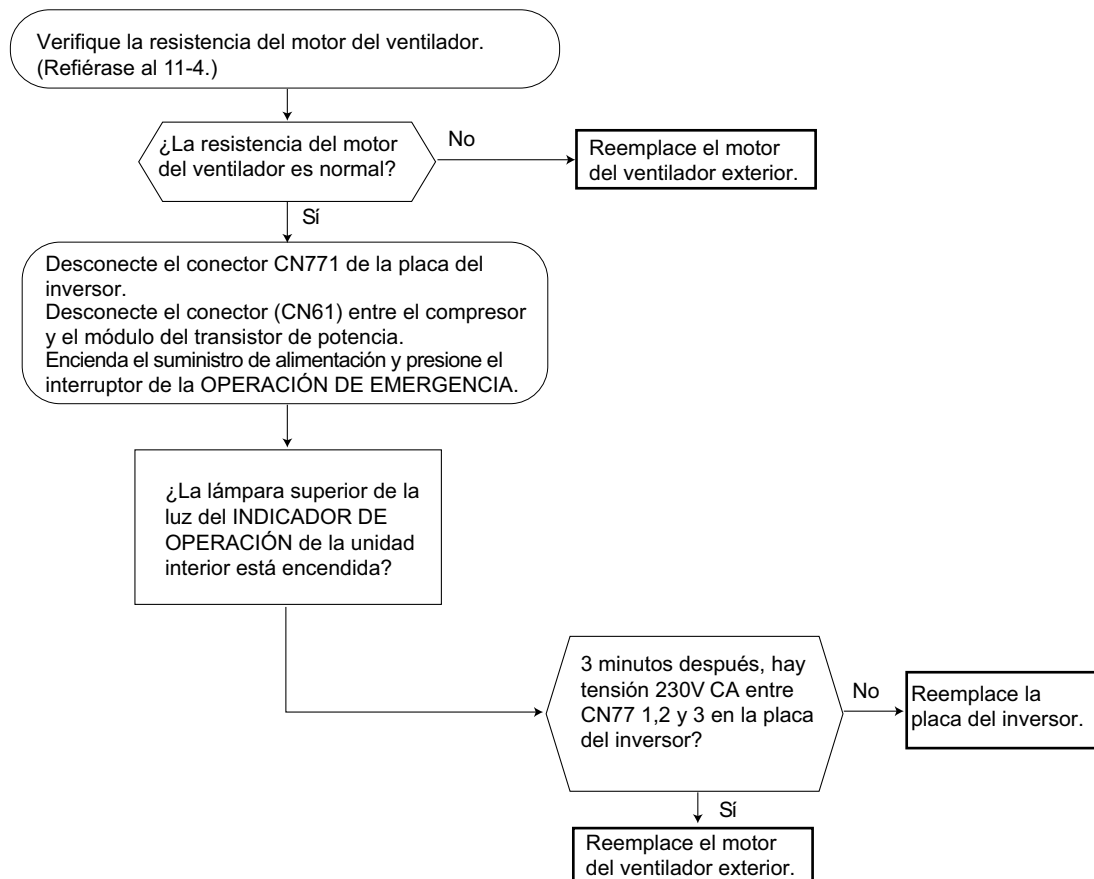 Verifique la resistencia del motor del ventilador.
(Refiérase al 11-4.)
¿La resistencia del motor
del ventilador es normal?
No
Reemplace el motor
del ventilador exterior.
Sí
Desconecte el conector CN771 de la placa del
inversor.
Desconecte el conector (CN61) entre el compresor
y el módulo del transistor de potencia.
Encienda el suministro de alimentación y presione el
interruptor de la OPERACIÓN DE EMERGENCIA.
¿La lámpara superior de la
luz del INDICADOR DE
OPERACIÓN de la unidad
interior está encendida?
3 minutos después, hay
tensión 230V CA entre
CN77 1,2 y 3 en la placa
del inversor?
No
Reemplace la
placa del inversor.
Sí
Reemplace el motor
del ventilador exterior.